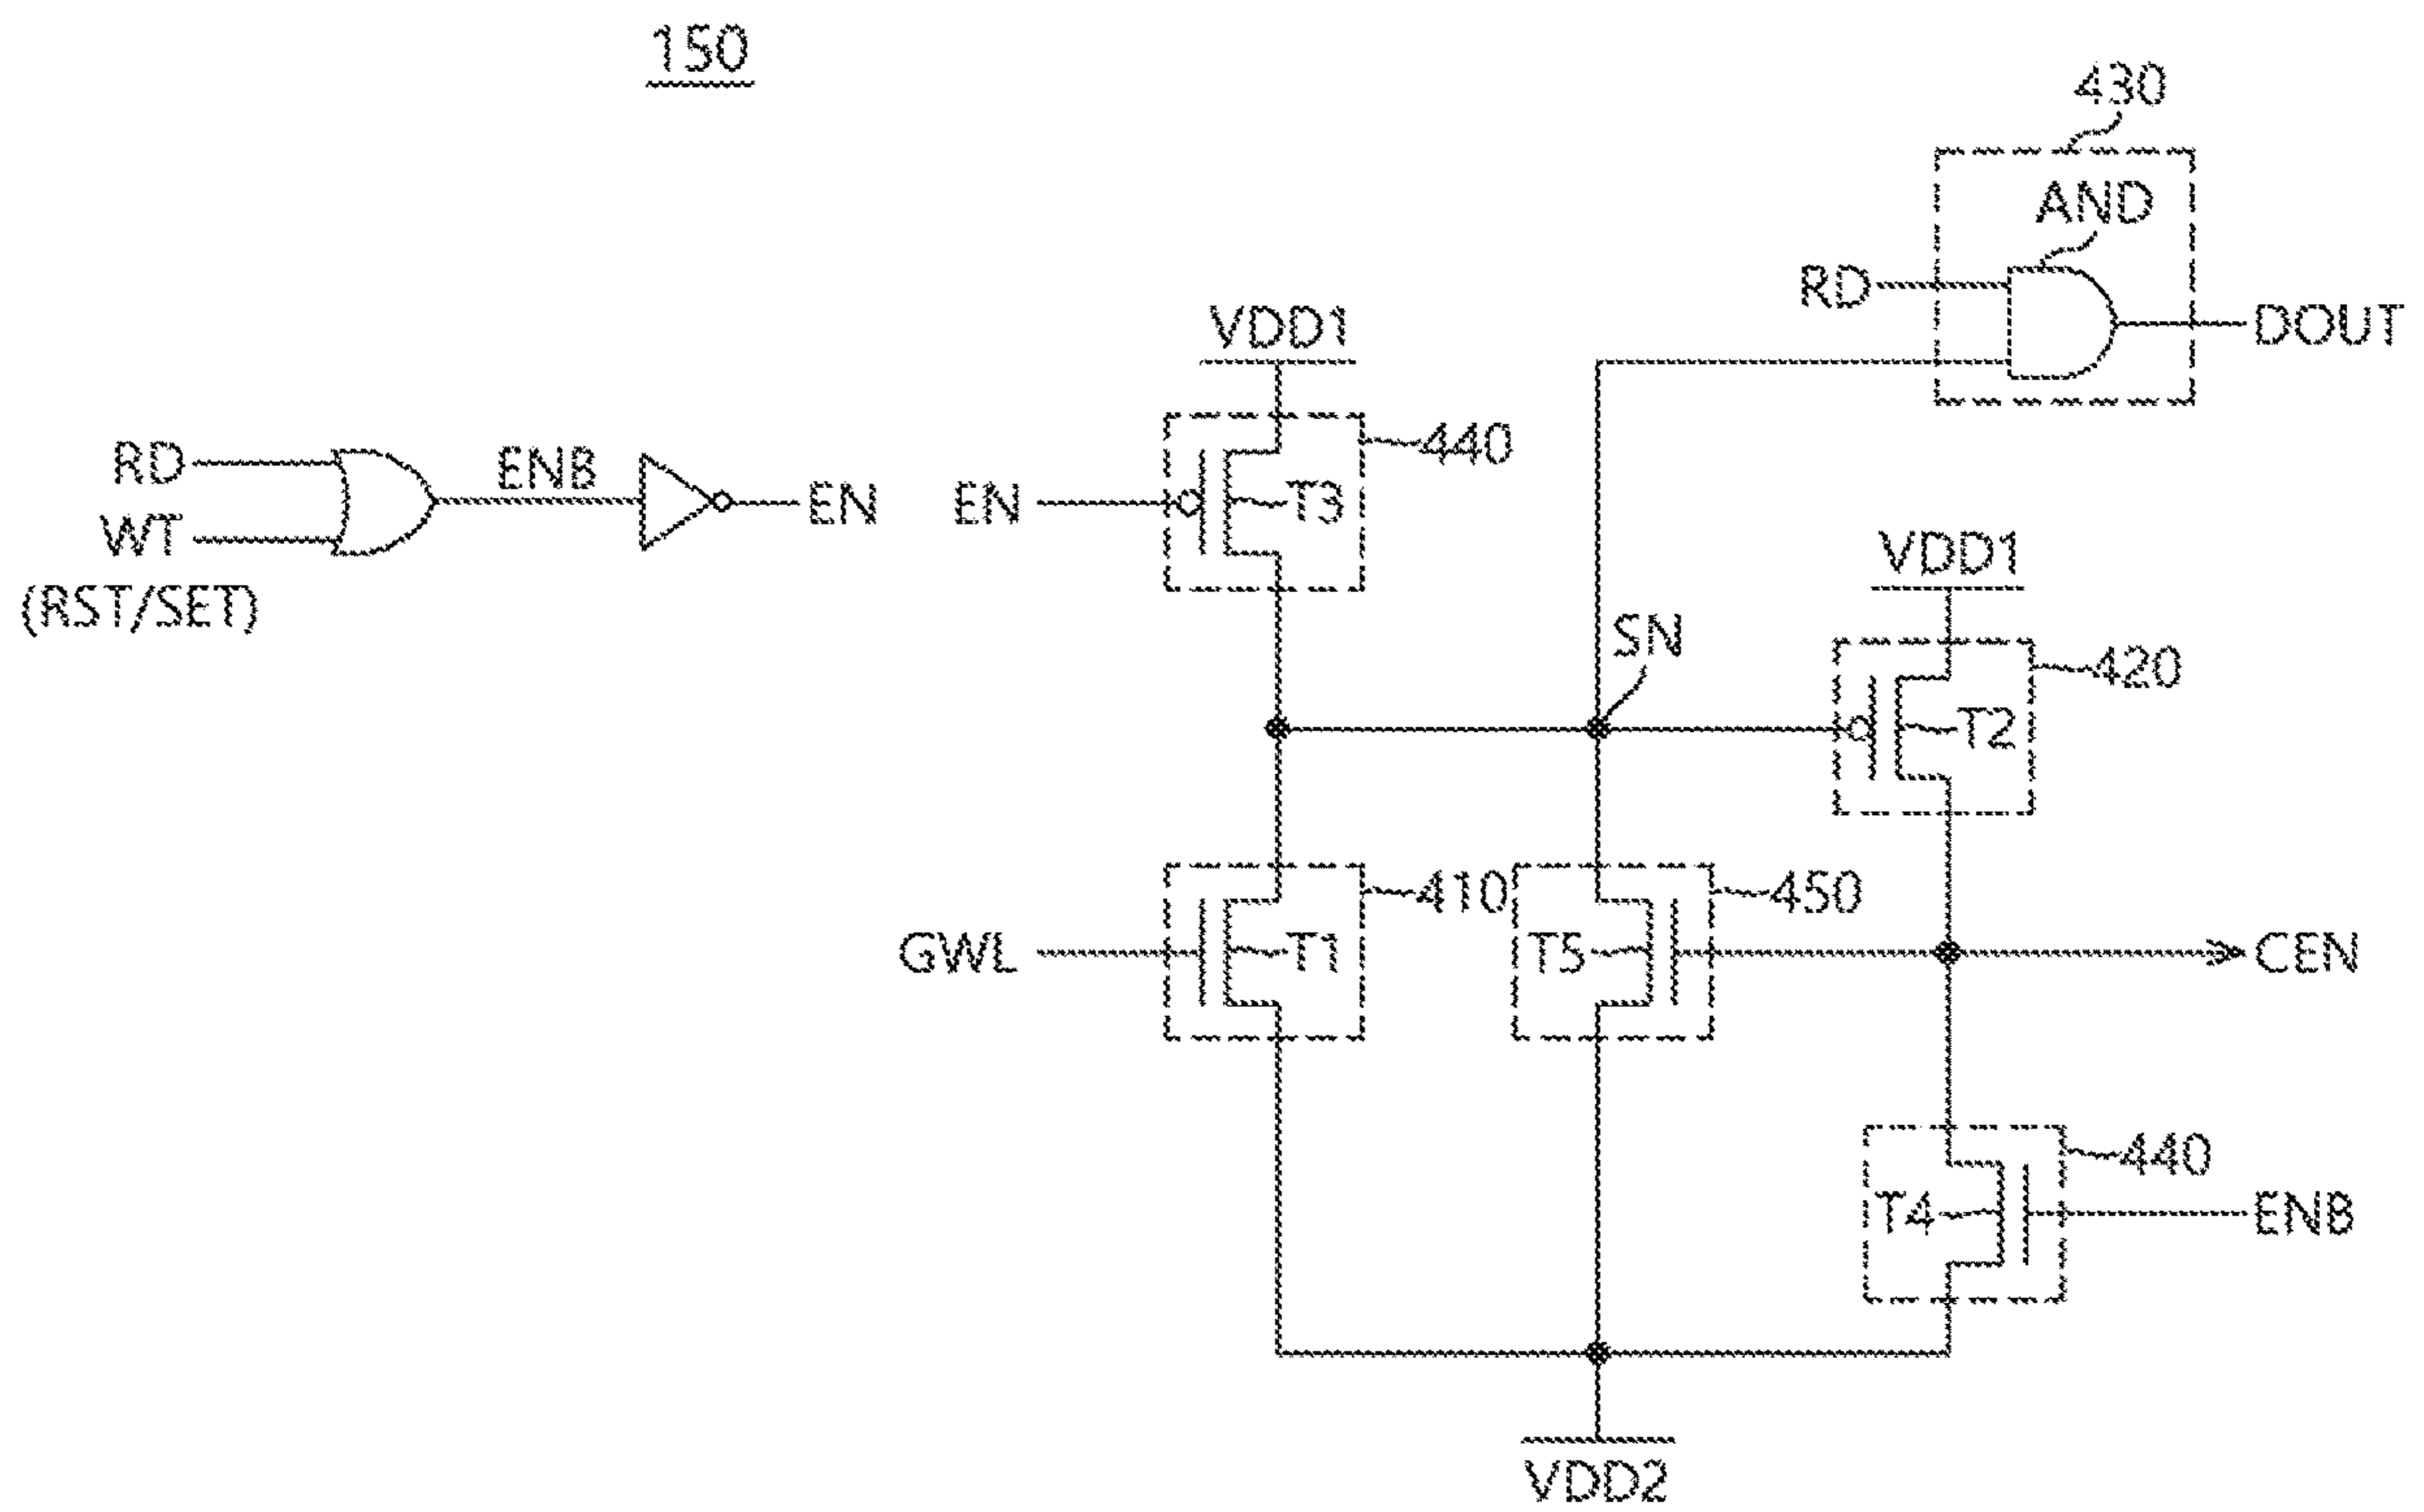 150
430
AND
RD
DOUT
VDD1
440
RD
ENB
EN
EN
T3
WT
(RST/SET)
VDD1
SN
420
T2
410
450
GWL
T1
T5
CEN
440
T4
ENB
VDD2